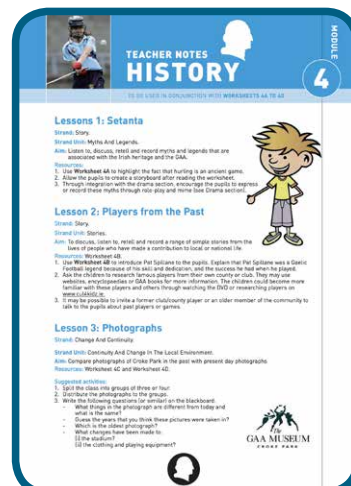 MODULE
4
TEACHER NOTES
HISTORY
TO BE USED IN CONJUNCTION WITH WORKSHEETS 4A TO 4D
Lessons 1: Setanta
Strand: Story.
Strand Unit: Myths And Legends.
Aim: Listen to, discuss, retell and record myths and legends that are
associated with the Irish heritage and the GAA.
Resources:
1. Use Worksheet 4A to highlight the fact that hurling is an ancient game.
2. Allow the pupils to create a storyboard after reading the worksheet.
3. Through integration with the drama section, encourage the pupils to express
or record these myths through role-play and mime (see Drama section).
Lesson 2: Players from the Past
Strand: Story.
Strand Unit: Stories.
Aim: To discuss, listen to, retell and record a range of simple stories from the
lives of people who have made a contribution to local or national life.
Resources: Worksheet 4B.
1. Use Worksheet 4B to introduce Pat Spillane to the pupils. Explain that Pat Spillane was a Gaelic
Football legend because of his skill and dedication, and the success he had when he played.
2. Ask the children to research famous players from their own county or club. They may use
websites, encyclopaedias or GAA books for more information. The children could become more
familiar with these players and others through watching the DVD or researching players on
www.cul4kidz.ie.
3. It may be possible to invite a former club/county player or an older member of the community to
talk to the pupils about past players or games.
Lesson 3: Photographs
Strand: Change And Continuity.
Strand Unit: Continuity And Change In The Local Environment.
Aim: Compare photographs of Croke Park in the past with present day photographs.
Resources: Worksheet 4C and Worksheet 4D.
Suggested activities:
1. Split the class into groups of three or four.
2. Distribute the photographs to the groups.
3. Write the following questions (or similar) on the blackboard.
- What things in the photograph are different from today and
what is the same?
- Guess the years that you think these pictures were taken in?
- Which is the oldest photograph?
- What changes have been made to:
(i) the stadium?
(ii) the clothing and playing equipment?
The
GAA MUSEUM
CROKE PARK